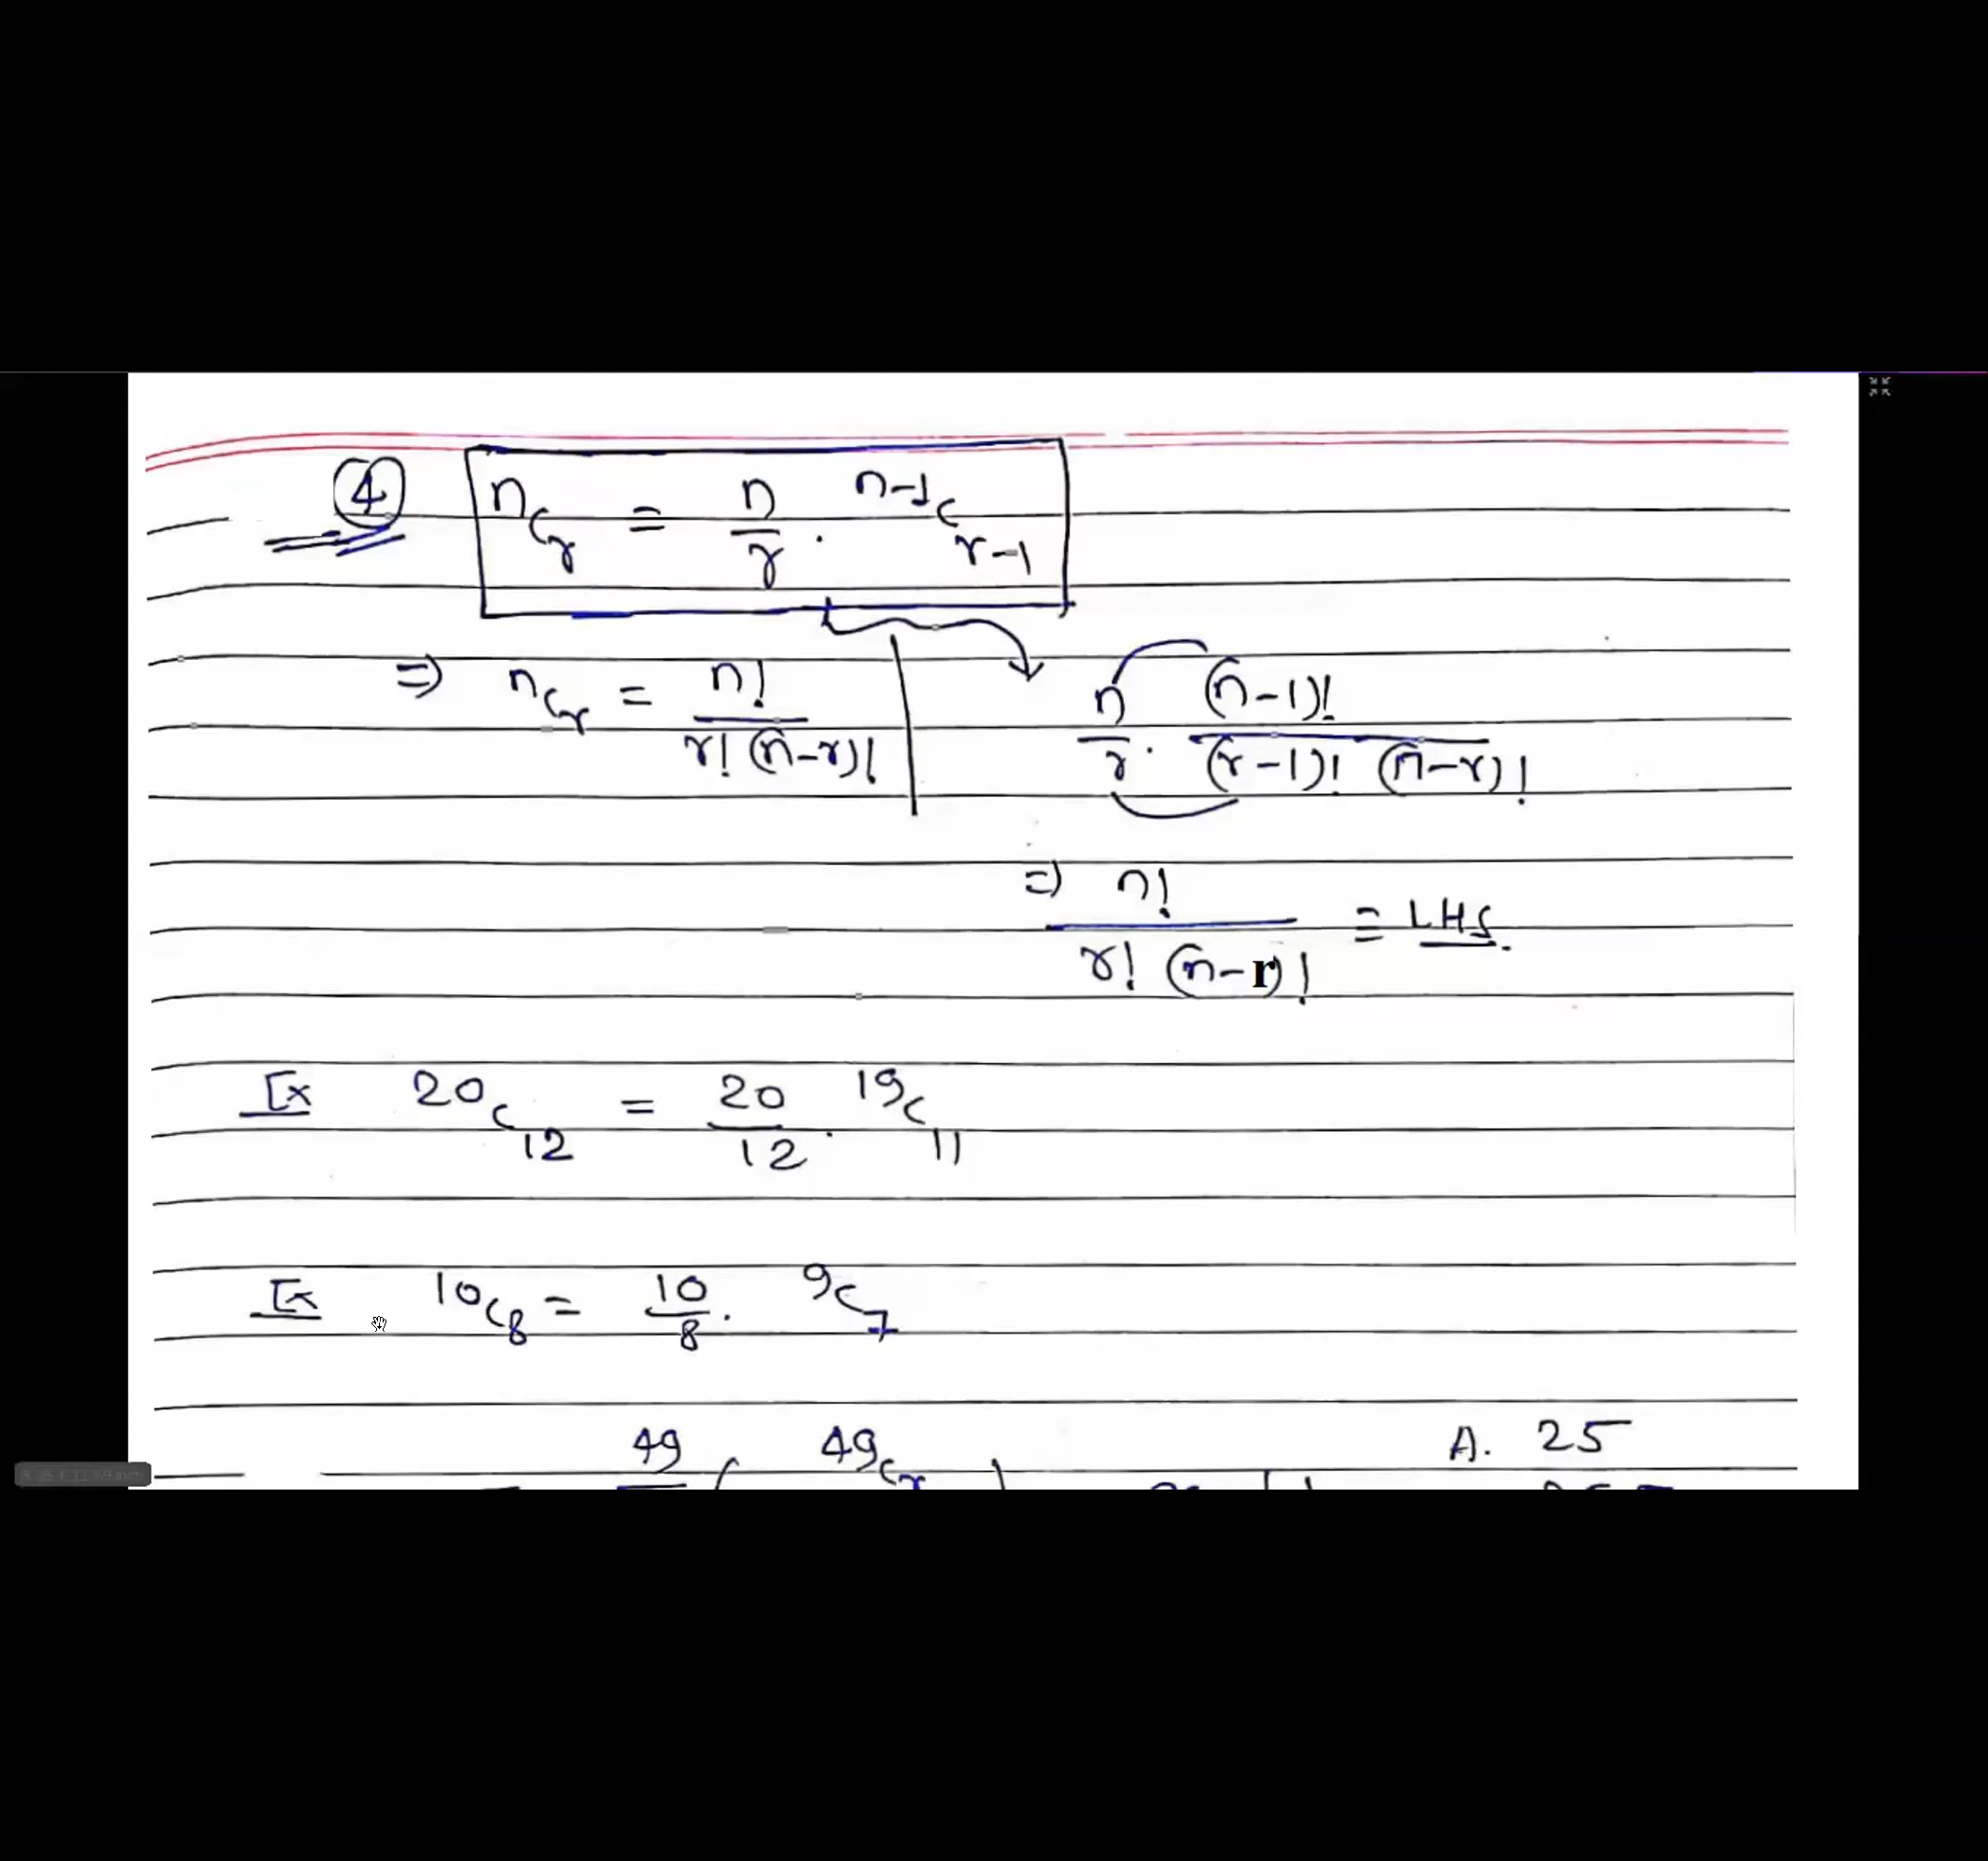 ④ nCr = n/r · n-1Cr-1
⇒ nCr = n!/r!(n-r)! | n/r · (n-1)!/(r-1)! (n-r)!
⇒ n!/r! (n-r)! = LHS.
Ex 20C12 = 20/12 · 19C11
Ex 10C8 = 10/8 · 9C7
49 ( 49Cr ) A. 25